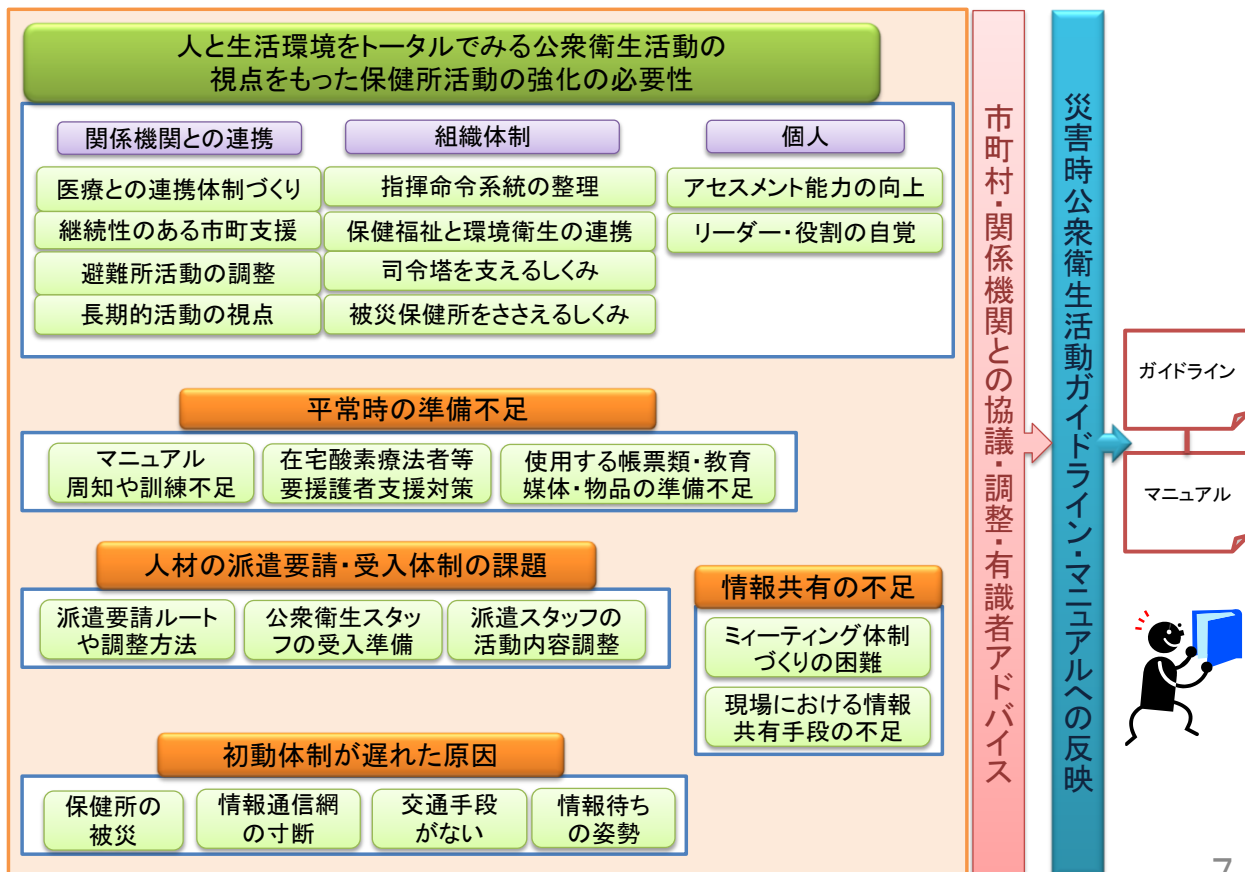 人と生活環境をトータルでみる公衆衛生活動の
視点をもった保健所活動の強化の必要性
関係機関との連携
医療との連携体制づくり
継続性のある市町支援
避難所活動の調整
長期的活動の視点
組織体制
指揮命令系統の整理
保健福祉と環境衛生の連携
司令塔を支えるしくみ
被災保健所をささえるしくみ
個人
アセスメント能力の向上
リーダー・役割の自覚
平常時の準備不足
マニュアル
周知や訓練不足
在宅酸素療法者等
要援護者支援対策
使用する帳票類・教育
媒体・物品の準備不足
人材の派遣要請・受入体制の課題
派遣要請ルート
や調整方法
公衆衛生スタッ
フの受入準備
派遣スタッフの
活動内容調整
情報共有の不足
ミィーティング体制
づくりの困難
現場における情報
共有手段の不足
初動体制が遅れた原因
保健所の
被災
情報通信網
の寸断
交通手段
がない
情報待ち
の姿勢
市町村・関係機関との協議・調整・有識者アドバイス
災害時公衆衛生活動ガイドライン・マニュアルへの反映
ガイドライン
マニュアル
7